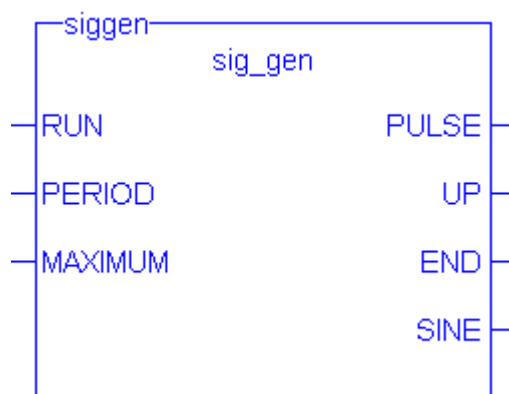 siggen
sig_gen
RUN PULSE
PERIOD UP
MAXIMUM END
SINE